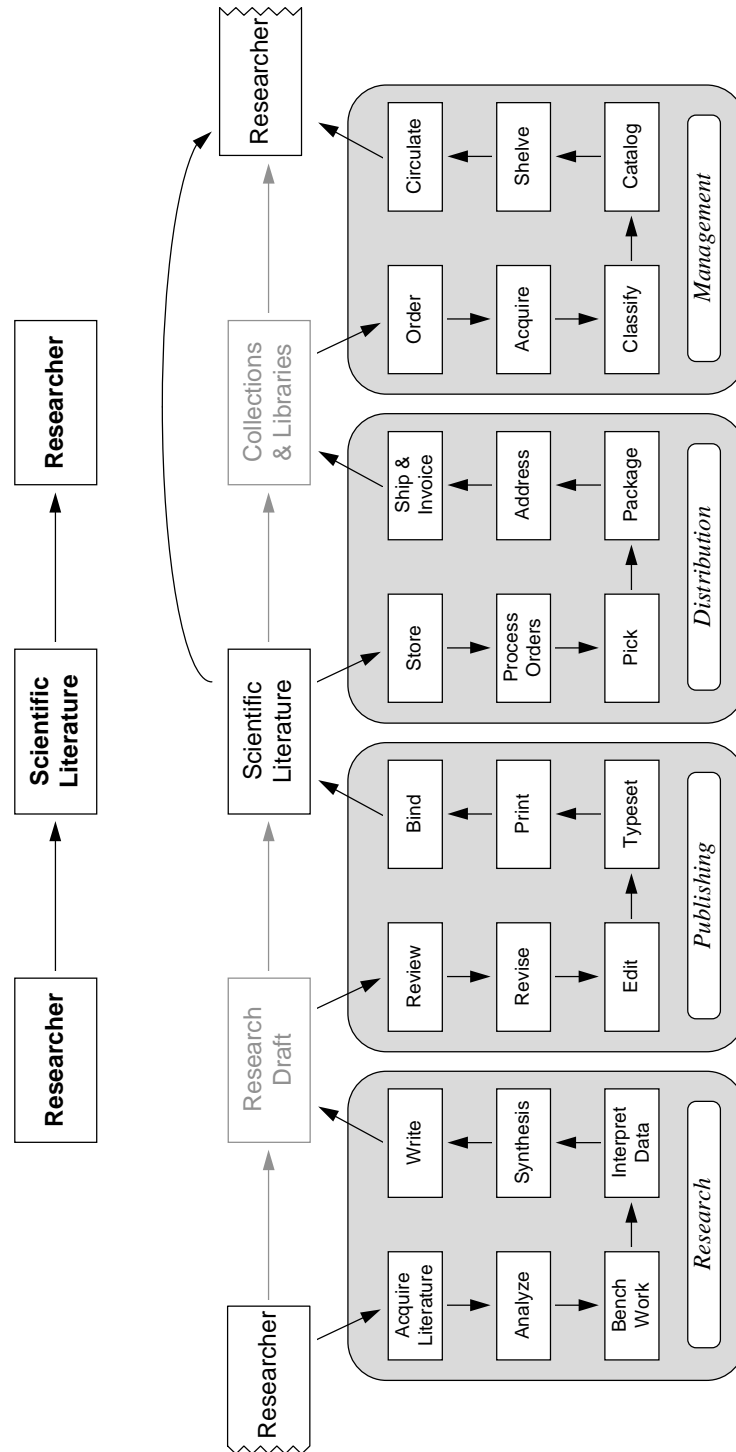 Researcher
Scientific
Literature
Researcher
Researcher
Research
Draft
Scientific
Literature
Collections
& Libraries
Researcher
Acquire
Literature
Analyze
Bench
Work
Interpret
Data
Synthesis
Write
Research
Review
Revise
Edit
Typeset
Print
Bind
Publishing
Store
Process
Orders
Pick
Package
Address
Ship &
Invoice
Distribution
Order
Acquire
Classify
Catalog
Shelve
Circulate
Management